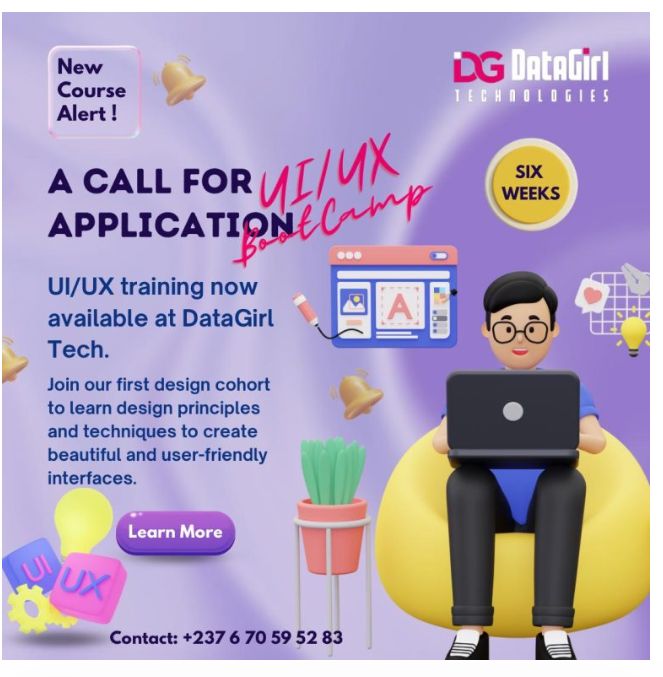 New
Course
Alert !
DG DataGirl
TECHNOLOGIES
A CALL FOR
APPLICATION
UI/UX
BootCamp
SIX
WEEKS
UI/UX training now
available at DataGirl
Tech.
Join our first design cohort
to learn design principles
and techniques to create
beautiful and user-friendly
interfaces.
A
Learn More
UI
UX
Contact: +237 6 70 59 52 83